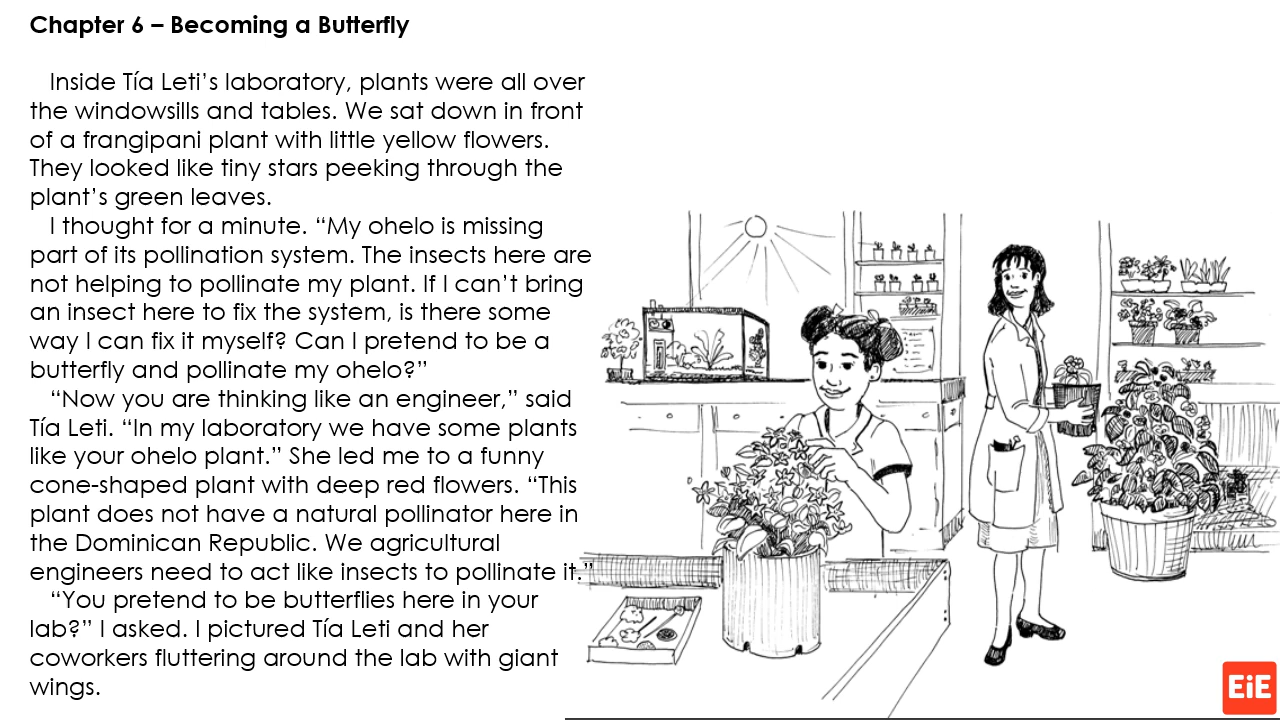 Chapter 6 – Becoming a Butterfly
Inside Tía Leti’s laboratory, plants were all over
the windowsills and tables. We sat down in front
of a frangipani plant with little yellow flowers.
They looked like tiny stars peeking through the
plant’s green leaves.
I thought for a minute. “My ohelo is missing
part of its pollination system. The insects here are
not helping to pollinate my plant. If I can’t bring
an insect here to fix the system, is there some
way I can fix it myself? Can I pretend to be a
butterfly and pollinate my ohelo?”
“Now you are thinking like an engineer,” said
Tía Leti. “In my laboratory we have some plants
like your ohelo plant.” She led me to a funny
cone-shaped plant with deep red flowers. “This
plant does not have a natural pollinator here in
the Dominican Republic. We agricultural
engineers need to act like insects to pollinate it.”
“You pretend to be butterflies here in your
lab?” I asked. I pictured Tía Leti and her
coworkers fluttering around the lab with giant
wings.
EiE